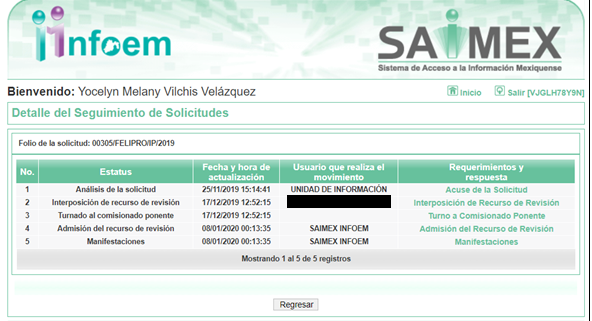 infoem
SAIMEX
Sistema de Acceso a la Información Mexiquense
Bienvenido: Yocelyn Melany Vilchis Velázquez
Inicio Salir [VJGLH78Y9N]
Detalle del Seguimiento de Solicitudes
Folio de la solicitud: 00305/FELIPRO/IP/2019
No. Estatus Fecha y hora de actualización Usuario que realiza el movimiento Requerimientos y respuesta
1 Análisis de la solicitud 25/11/2019 15:14:41 UNIDAD DE INFORMACIÓN Acuse de la Solicitud
2 Interposición de recurso de revisión 17/12/2019 12:52:15 Interposición de Recurso de Revisión
3 Turnado al comisionado ponente 17/12/2019 12:52:15 Turno a Comisionado Ponente
4 Admisión del recurso de revisión 08/01/2020 00:13:35 SAIMEX INFOEM Admisión del Recurso de Revisión
5 Manifestaciones 08/01/2020 00:13:35 SAIMEX INFOEM Manifestaciones
Mostrando 1 al 5 de 5 registros
Regresar